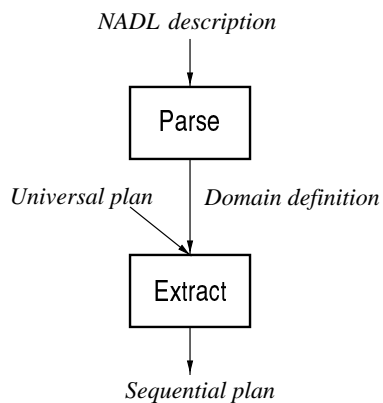 NADL description
Parse
Universal plan
Domain definition
Extract
Sequential plan